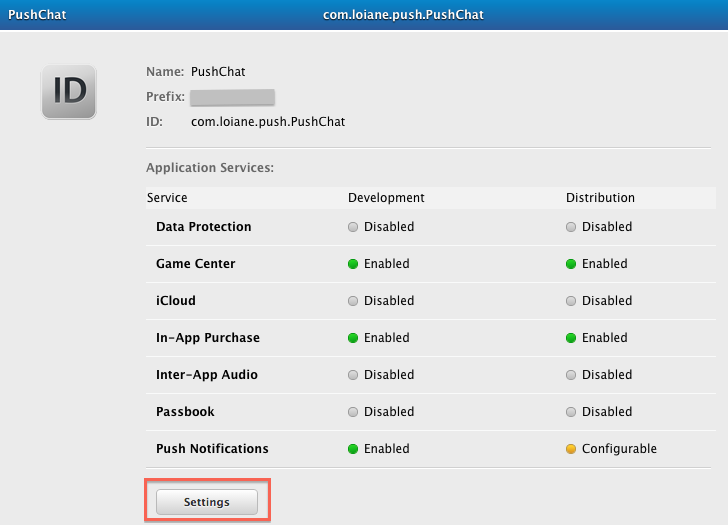 PushChat com.loiane.push.PushChat
ID
Name: PushChat
Prefix:
ID: com.loiane.push.PushChat
Application Services:
Service Development Distribution
Data Protection Disabled Disabled
Game Center Enabled Enabled
iCloud Disabled Disabled
In-App Purchase Enabled Enabled
Inter-App Audio Disabled Disabled
Passbook Disabled Disabled
Push Notifications Enabled Configurable
Settings